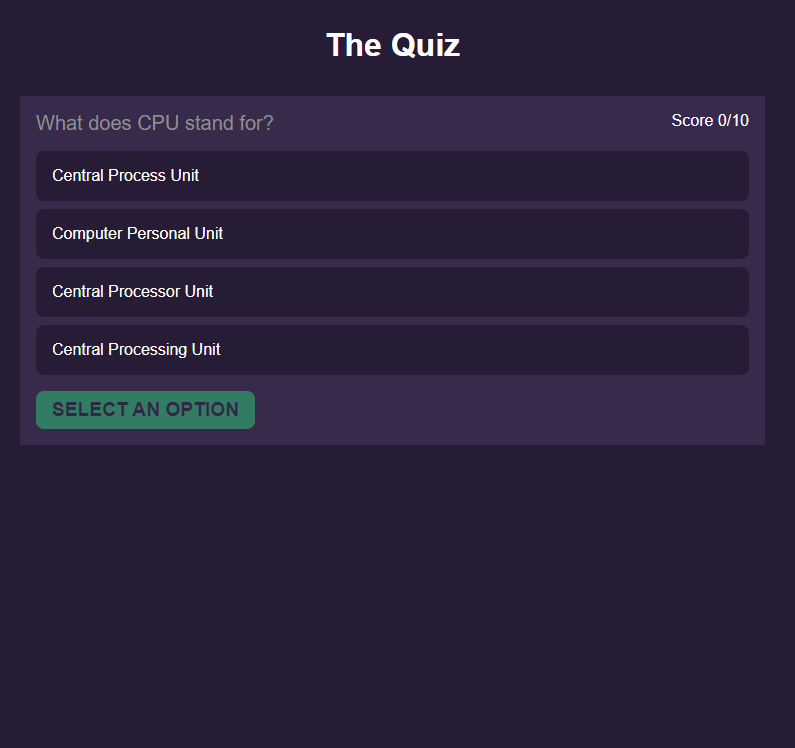 The Quiz
What does CPU stand for?
Score 0/10
Central Process Unit
Computer Personal Unit
Central Processor Unit
Central Processing Unit
SELECT AN OPTION